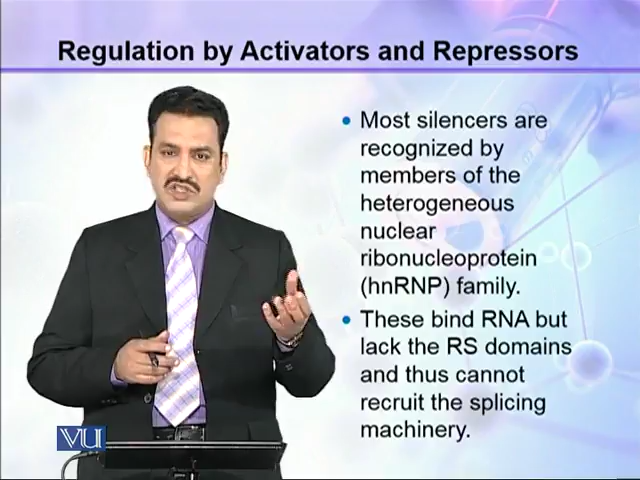 Regulation by Activators and Repressors
• Most silencers are
recognized by
members of the
heterogeneous
nuclear
ribonucleoprotein
(hnRNP) family.
• These bind RNA but
lack the RS domains
and thus cannot
recruit the splicing
machinery.
VU